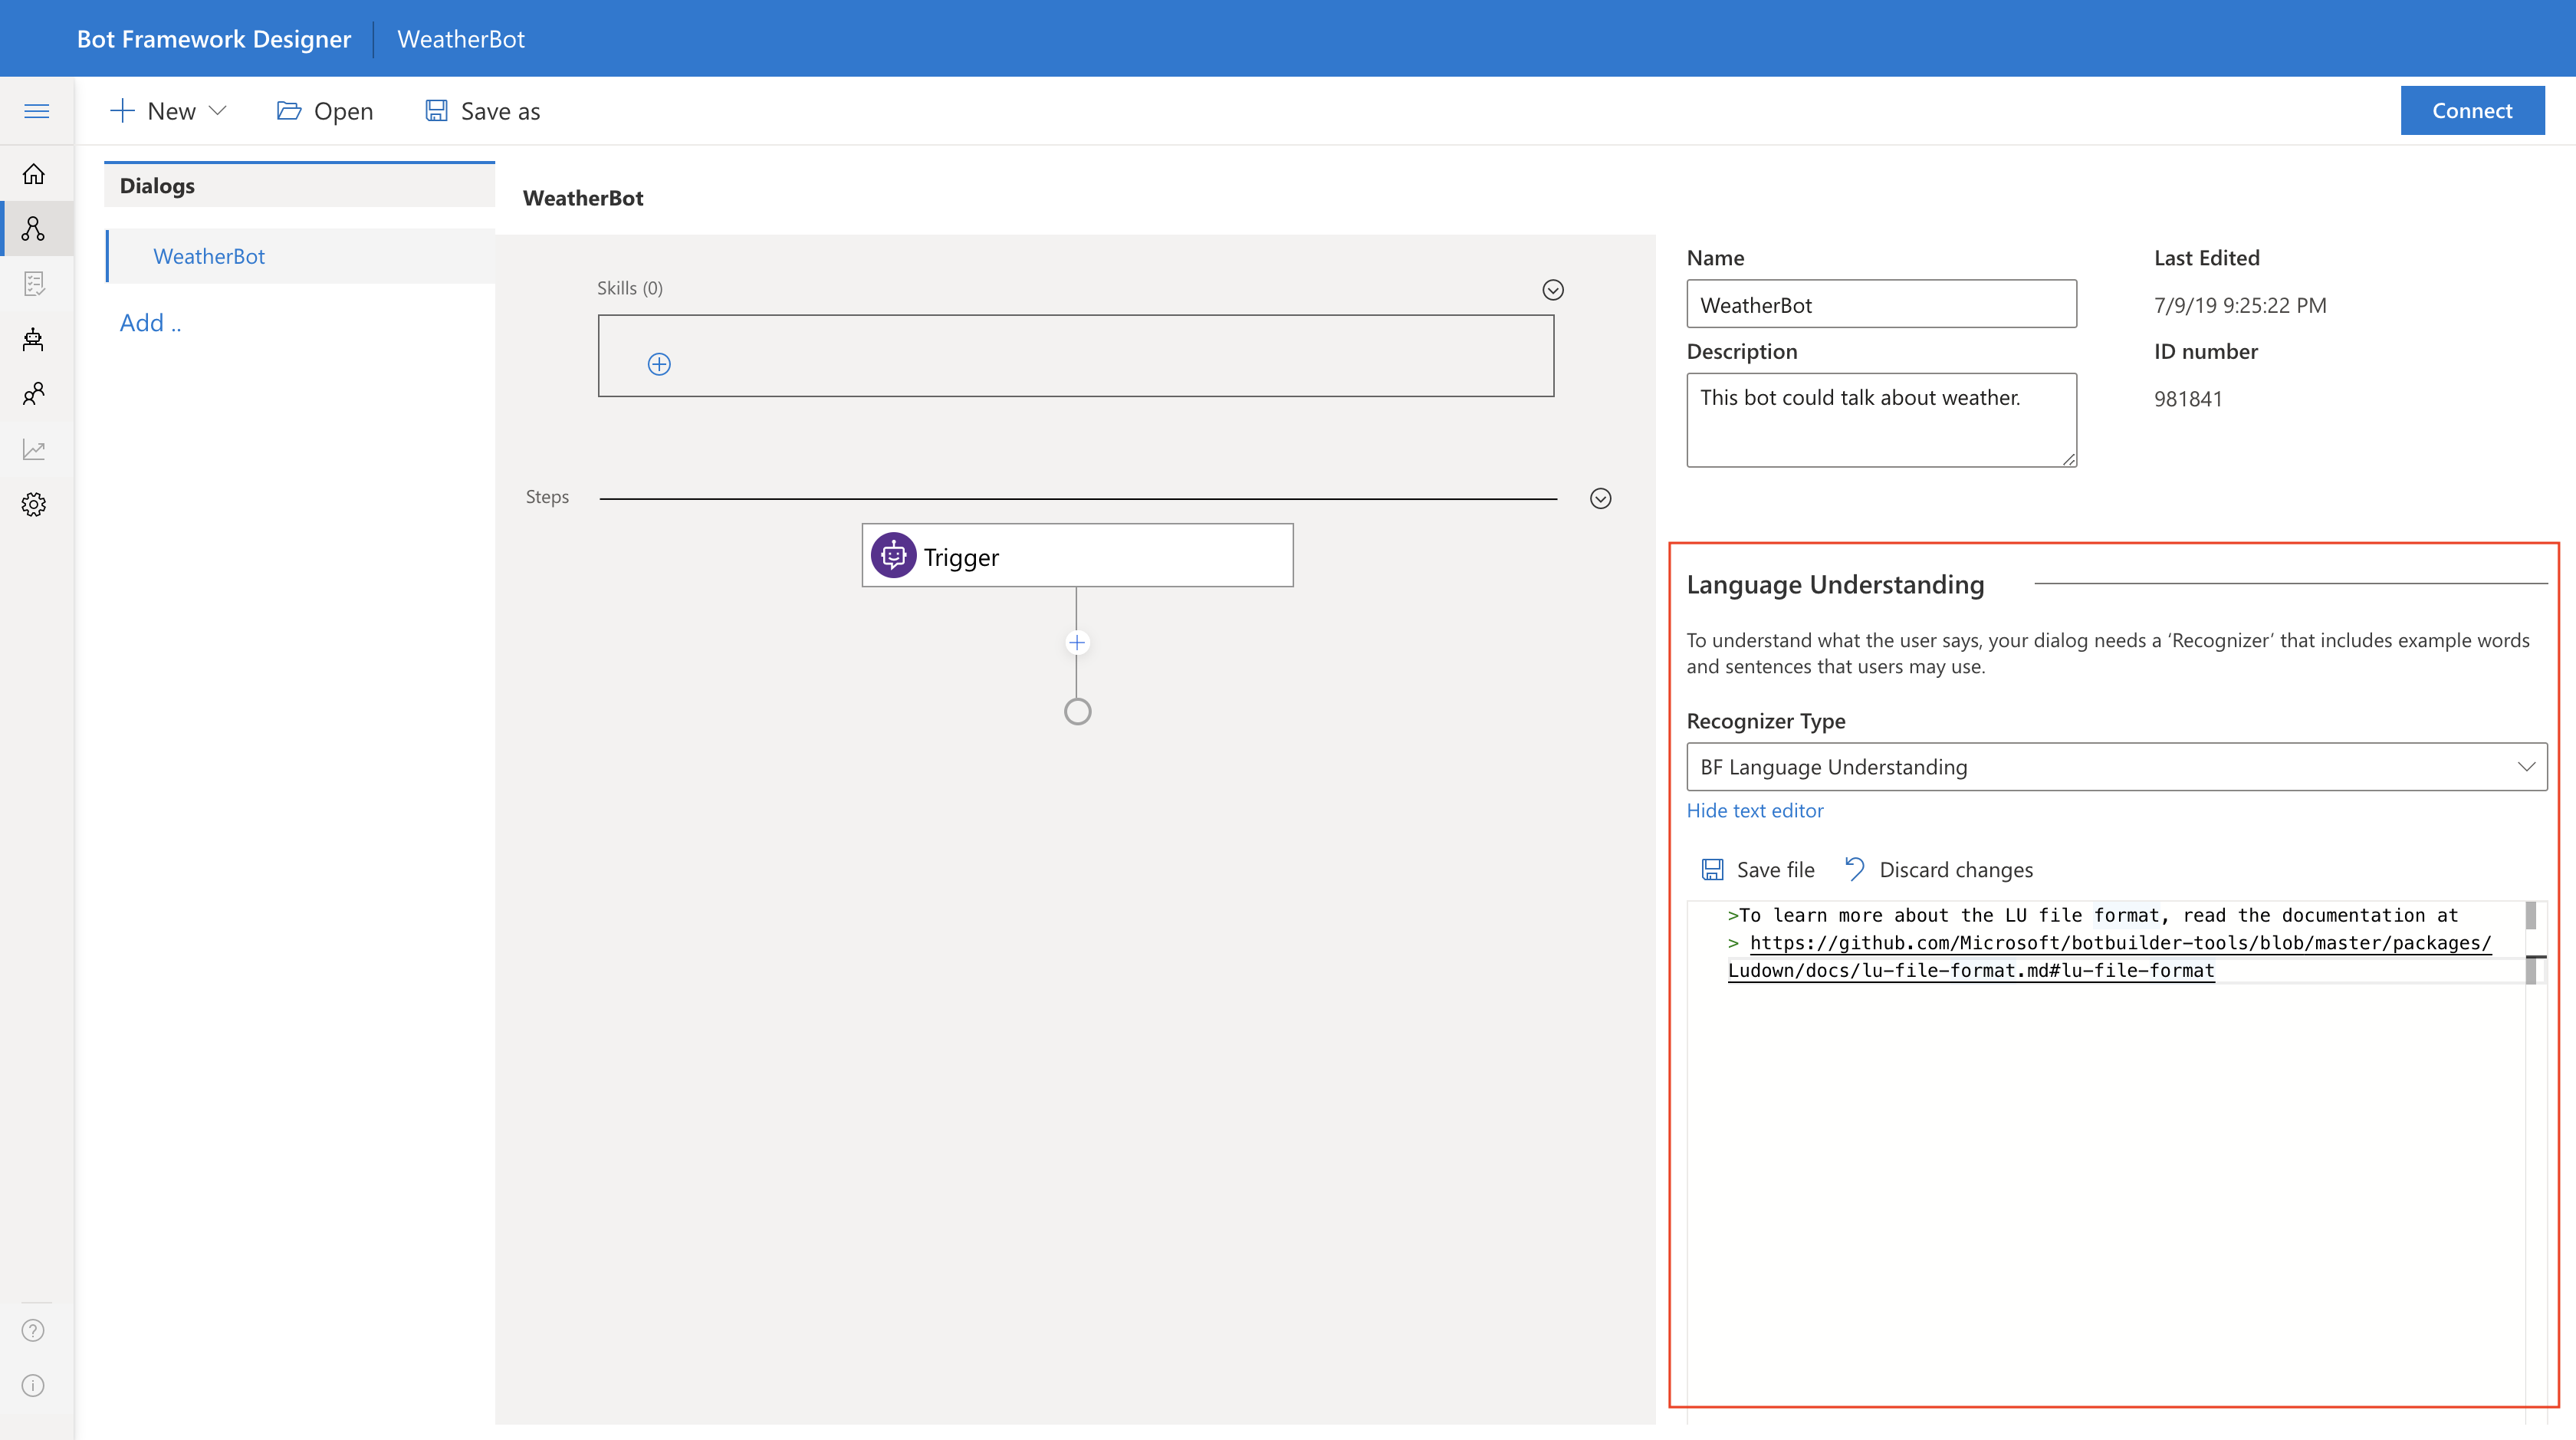 Bot Framework Designer
WeatherBot
New
Open
Save as
Connect
Dialogs
WeatherBot
Add ..
WeatherBot
Skills (0)
Steps
Trigger
Name
WeatherBot
Last Edited
7/9/19 9:25:22 PM
Description
This bot could talk about weather.
ID number
981841
Language Understanding
To understand what the user says, your dialog needs a ‘Recognizer’ that includes example words
and sentences that users may use.
Recognizer Type
BF Language Understanding
Hide text editor
Save file
Discard changes
>To learn more about the LU file format, read the documentation at
> https://github.com/Microsoft/botbuilder-tools/blob/master/packages/
Ludown/docs/lu-file-format.md#lu-file-format